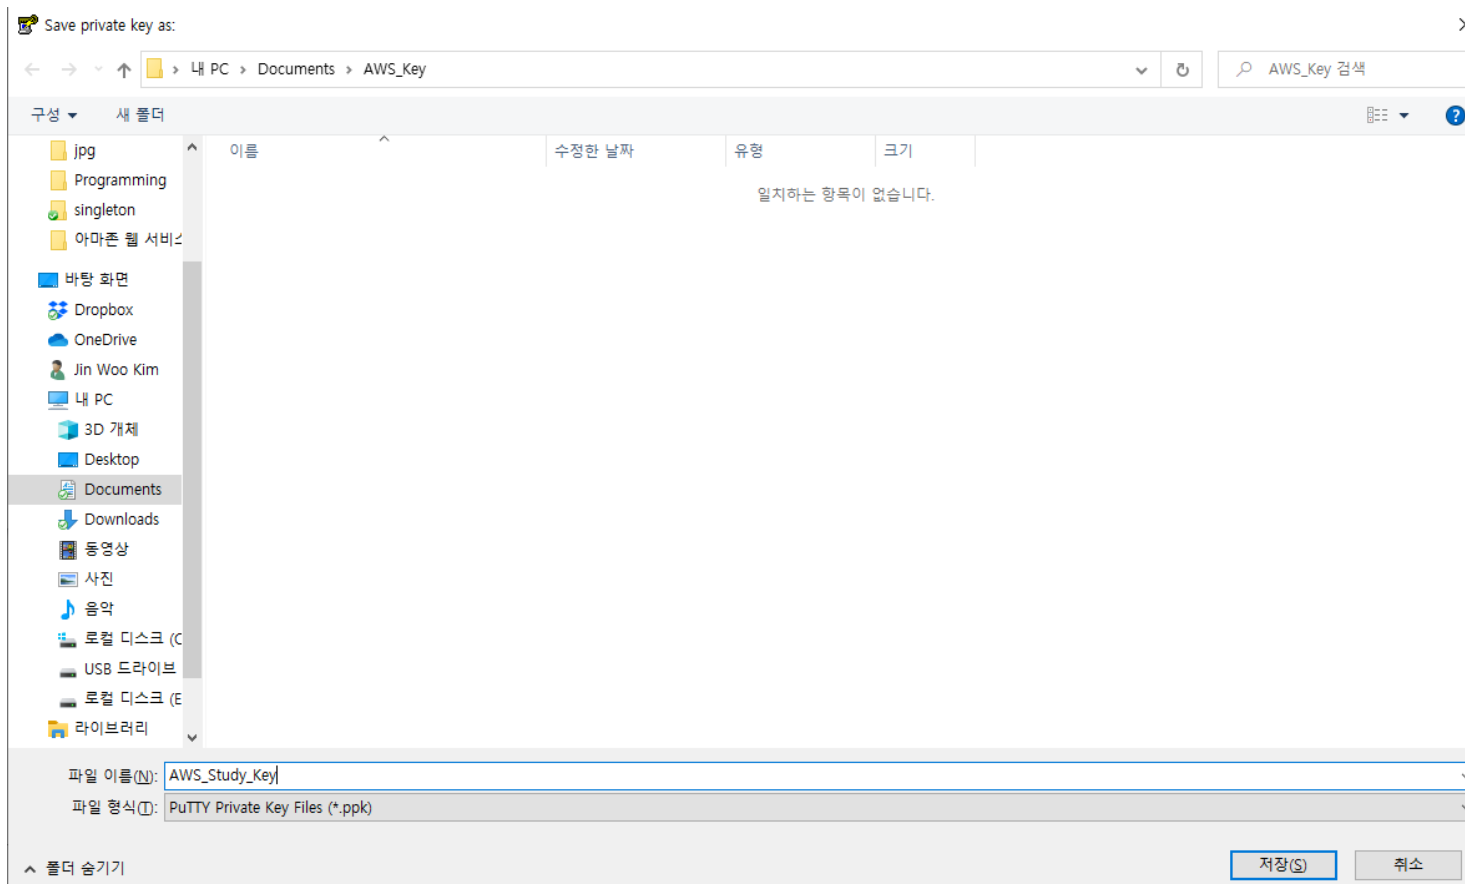 Save private key as:
내 PC > Documents > AWS_Key
AWS_Key 검색
구성
새 폴더
이름
수정한 날짜
유형
크기
일치하는 항목이 없습니다.
jpg
Programming
singleton
아마존 웹 서비스
바탕 화면
Dropbox
OneDrive
Jin Woo Kim
내 PC
3D 개체
Desktop
Documents
Downloads
동영상
사진
음악
로컬 디스크 (C
USB 드라이브
로컬 디스크 (E
라이브러리
파일 이름(N): AWS_Study_Key
파일 형식(T): PuTTY Private Key Files (*.ppk)
폴더 숨기기
저장(S)
취소